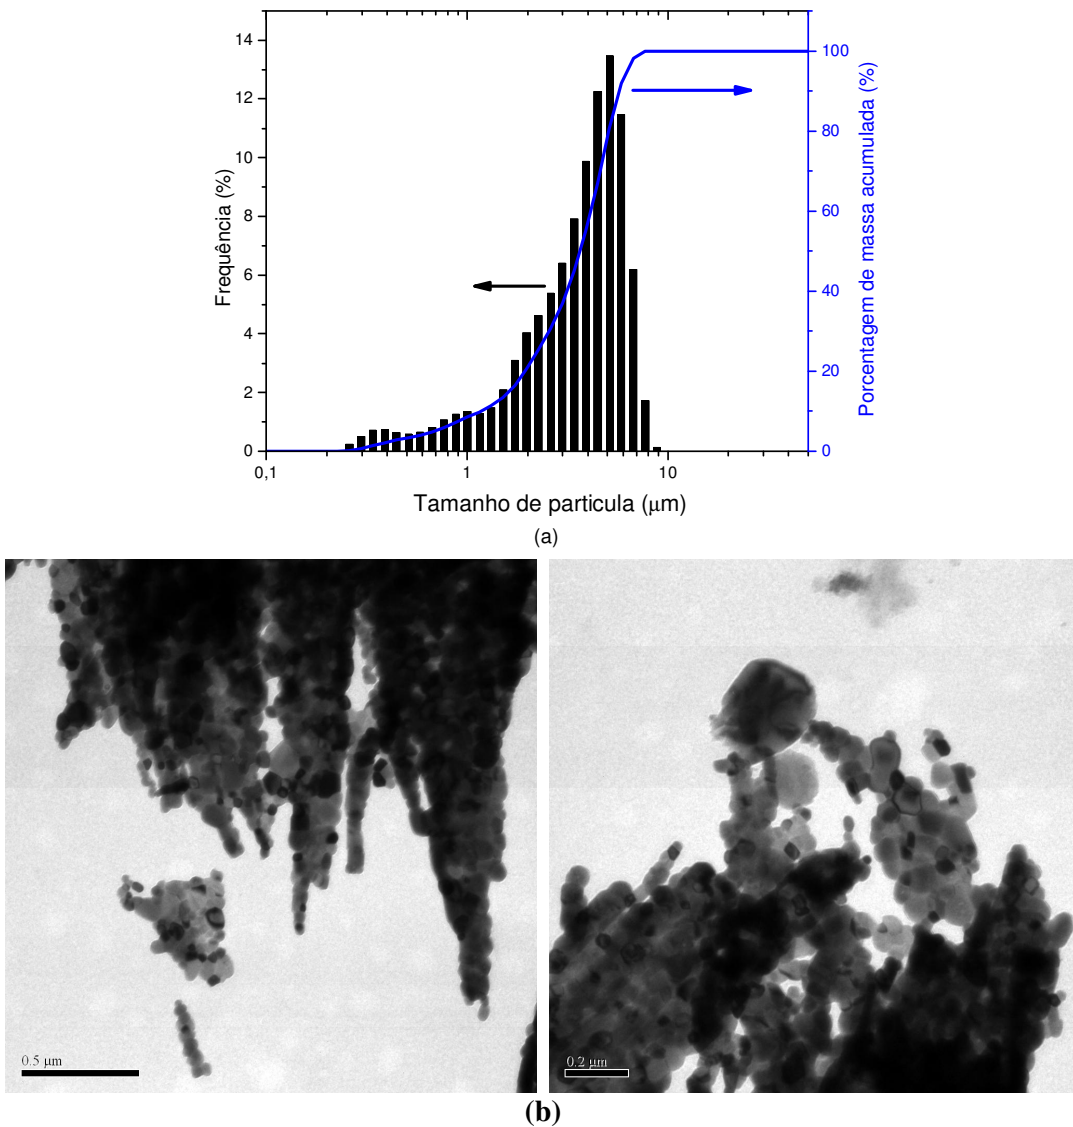 14
12
10
8
6
4
2
0
Frequência (%)
100
80
60
40
20
0
Porcentagem de massa acumulada (%)
0,1
1
10
Tamanho de particula (μm)
(a)
0.5 μm
0.2 μm
(b)